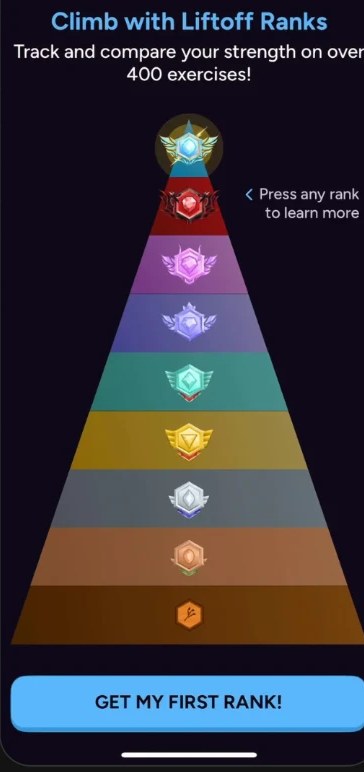 Climb with Liftoff Ranks
Track and compare your strength on over
400 exercises!
Press any rank
to learn more
GET MY FIRST RANK!